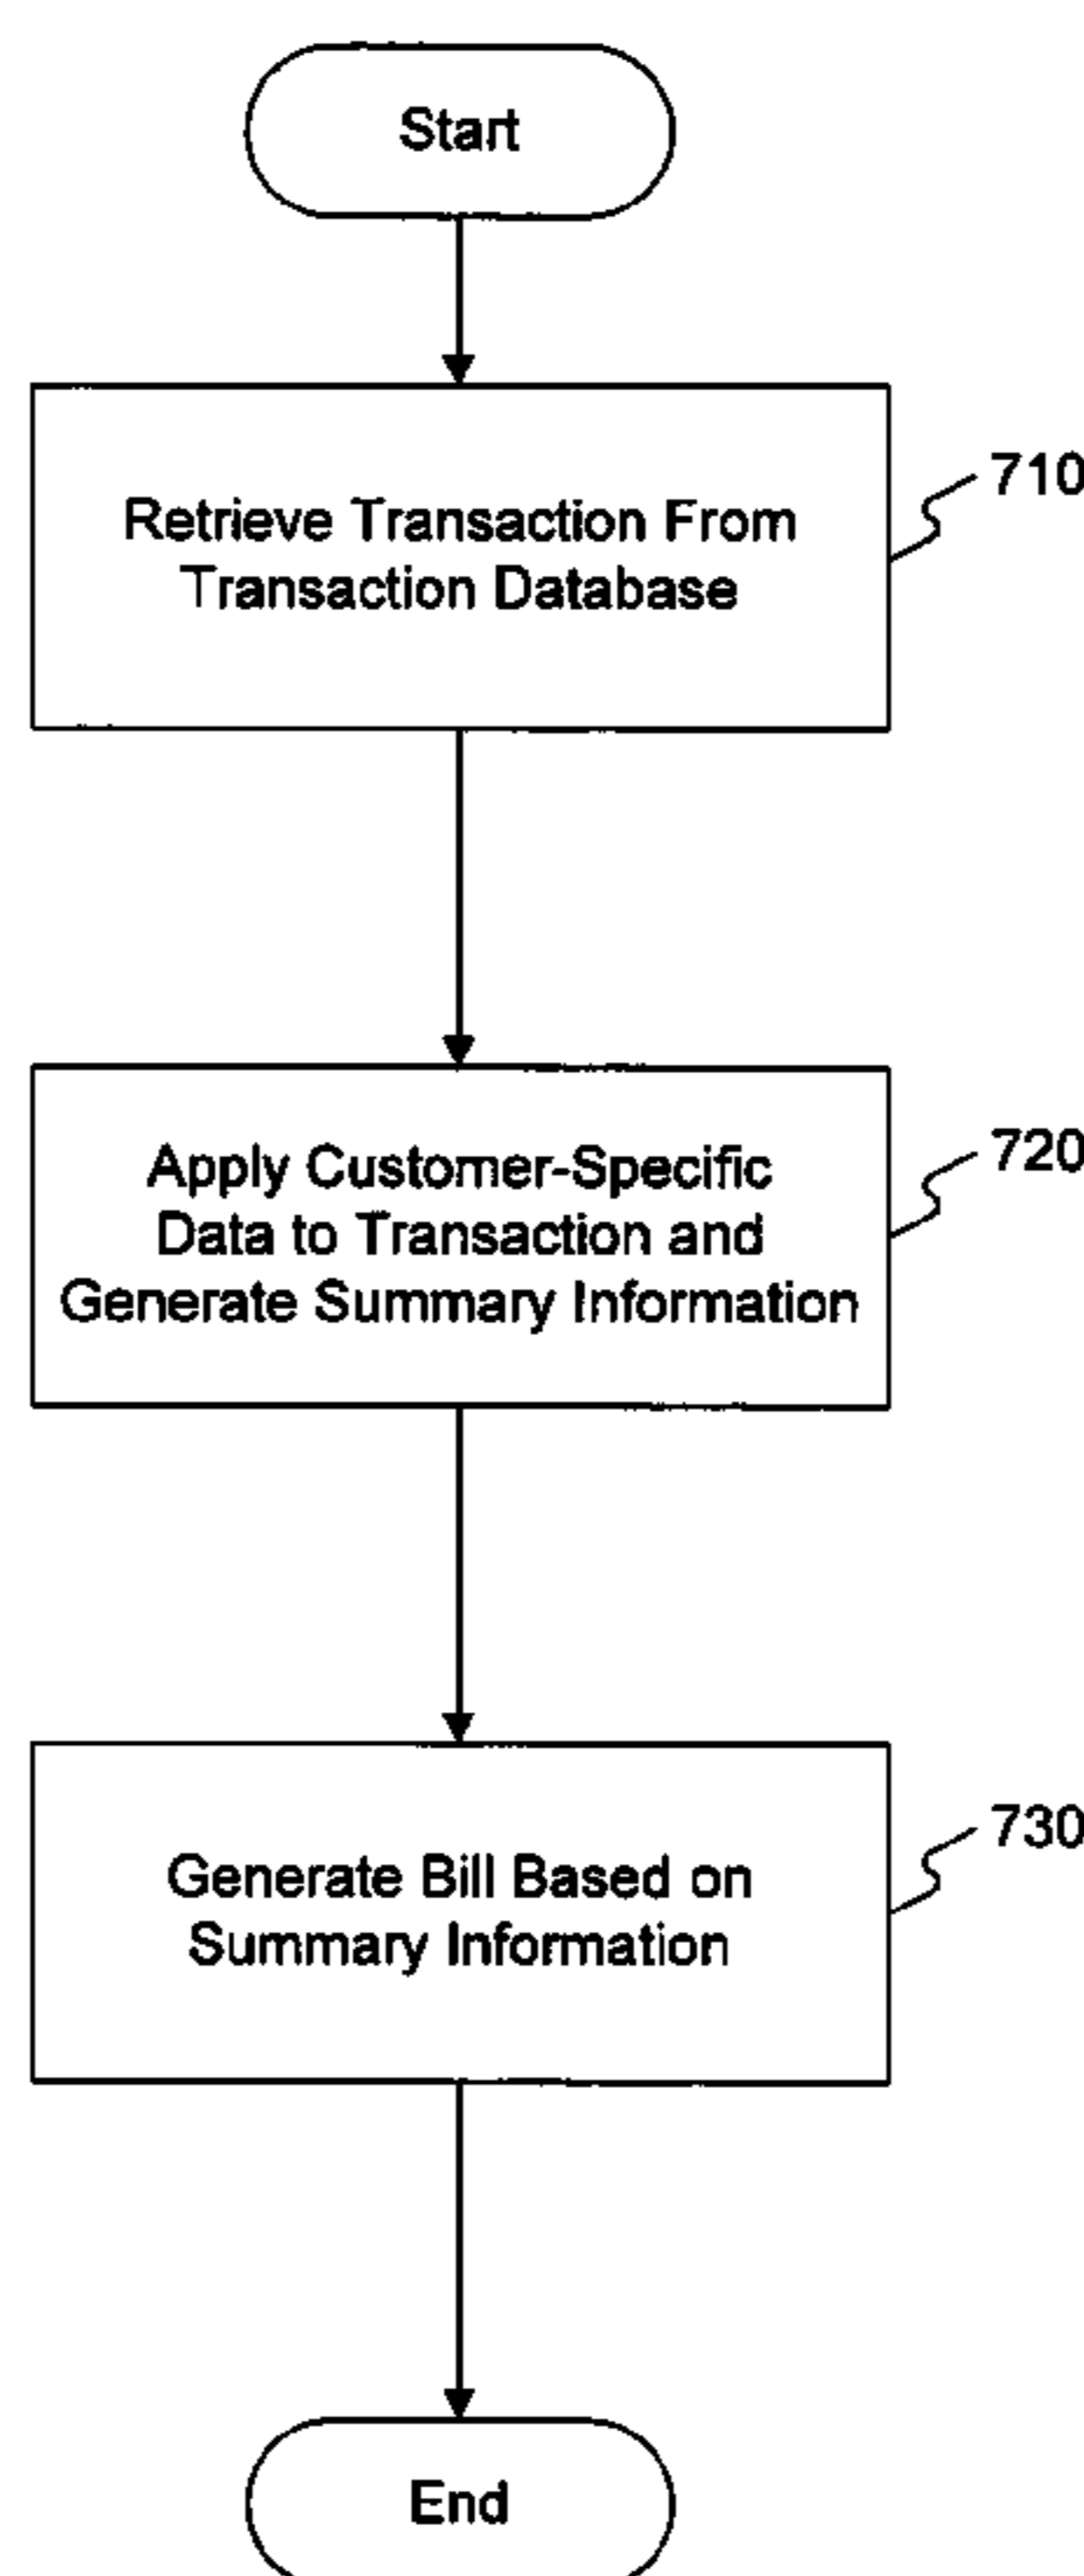 Start
710
Retrieve Transaction From
Transaction Database
720
Apply Customer-Specific
Data to Transaction and
Generate Summary Information
730
Generate Bill Based on
Summary Information
End